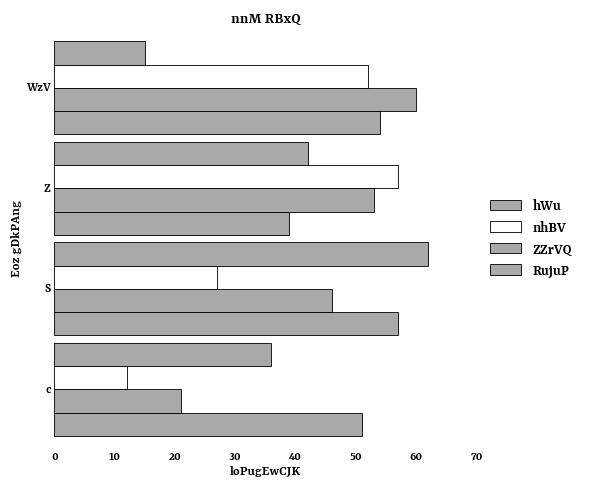 nnM RBxQ
WzV
Z
S
c
Eoz gDkPAng
0 10 20 30 40 50 60 70
loPugEwCJK
hWu
nhBV
ZZrVQ
RujuP